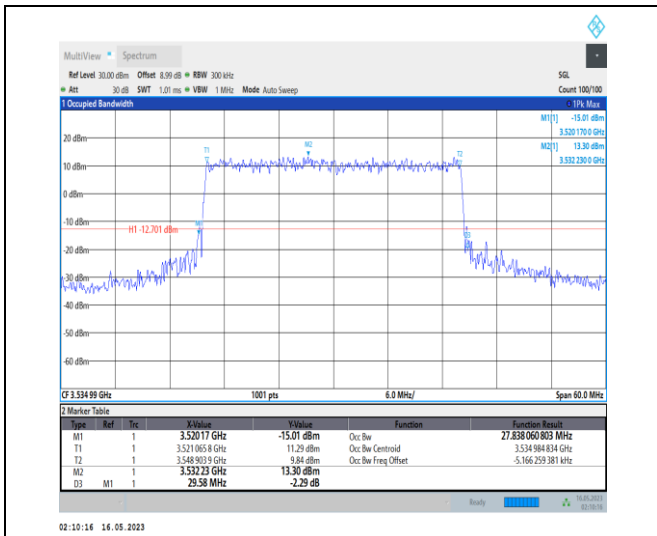 MultiView Spectrum
Ref Level 30.00 dBm Offset 8.99 dB RBW 300 kHz SGL
Att 30 dB SWT 1.01 ms VBW 1 MHz Mode Auto Sweep Count 100/100
1 Occupied Bandwidth 1Pk Max
M1[1] -15.01 dBm
3.520 170 0 GHz
M2[1] 13.30 dBm
3.532 230 0 GHz
20 dBm
T1 M2 T2
10 dBm
0 dBm
-10 dBm
M1
H1 -12.701 dBm
D3
-20 dBm
-30 dBm
-40 dBm
-50 dBm
-60 dBm
CF 3.534 99 GHz 1001 pts 6.0 MHz/ Span 60.0 MHz
2 Marker Table
Type Ref Trc X-Value Y-Value Function Function Result
M1 1 3.52017 GHz -15.01 dBm Occ Bw 27.838 060 803 MHz
T1 1 3.521 065 8 GHz 11.29 dBm Occ Bw Centroid 3.534 984 834 GHz
T2 1 3.548 903 9 GHz 9.84 dBm Occ Bw Freq Offset -5.166 259 381 kHz
M2 1 3.53223 GHz 13.30 dBm
D3 M1 1 29.58 MHz -2.29 dB
Ready 16.05.2023
02:10:16
02:10:16 16.05.2023